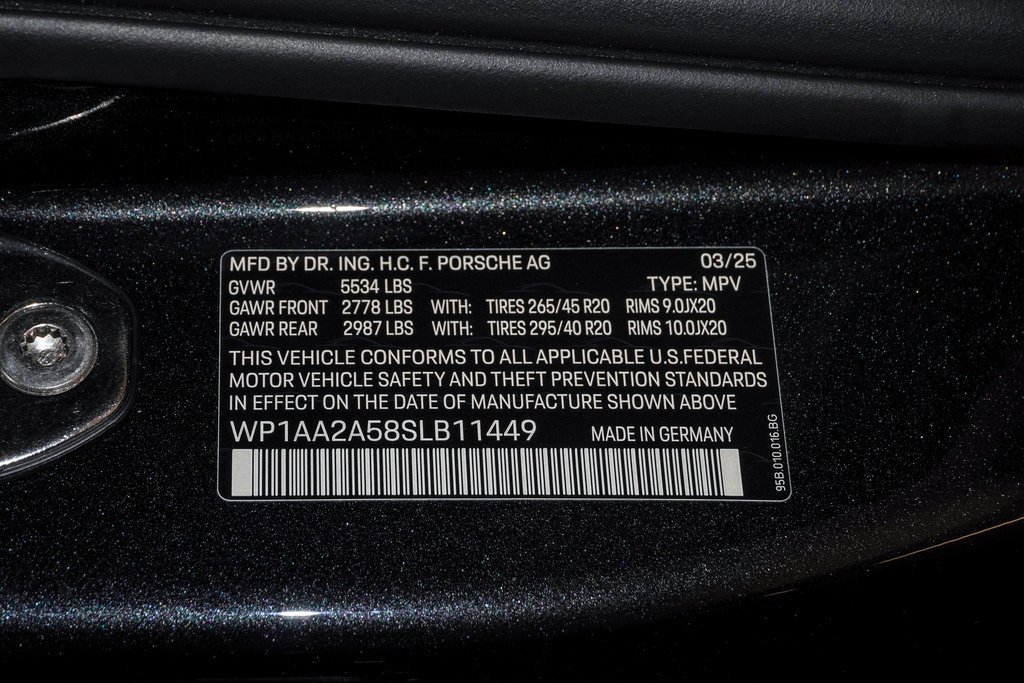 MFD BY DR. ING. H.C. F. PORSCHE AG 03/25
GVWR 5534 LBS TYPE: MPV
GAWR FRONT 2778 LBS WITH: TIRES 265/45 R20 RIMS 9.0JX20
GAWR REAR 2987 LBS WITH: TIRES 295/40 R20 RIMS 10.0JX20
THIS VEHICLE CONFORMS TO ALL APPLICABLE U.S.FEDERAL
MOTOR VEHICLE SAFETY AND THEFT PREVENTION STANDARDS
IN EFFECT ON THE DATE OF MANUFACTURE SHOWN ABOVE
WP1AA2A58SLB11449 MADE IN GERMANY
95B.010.016.BG